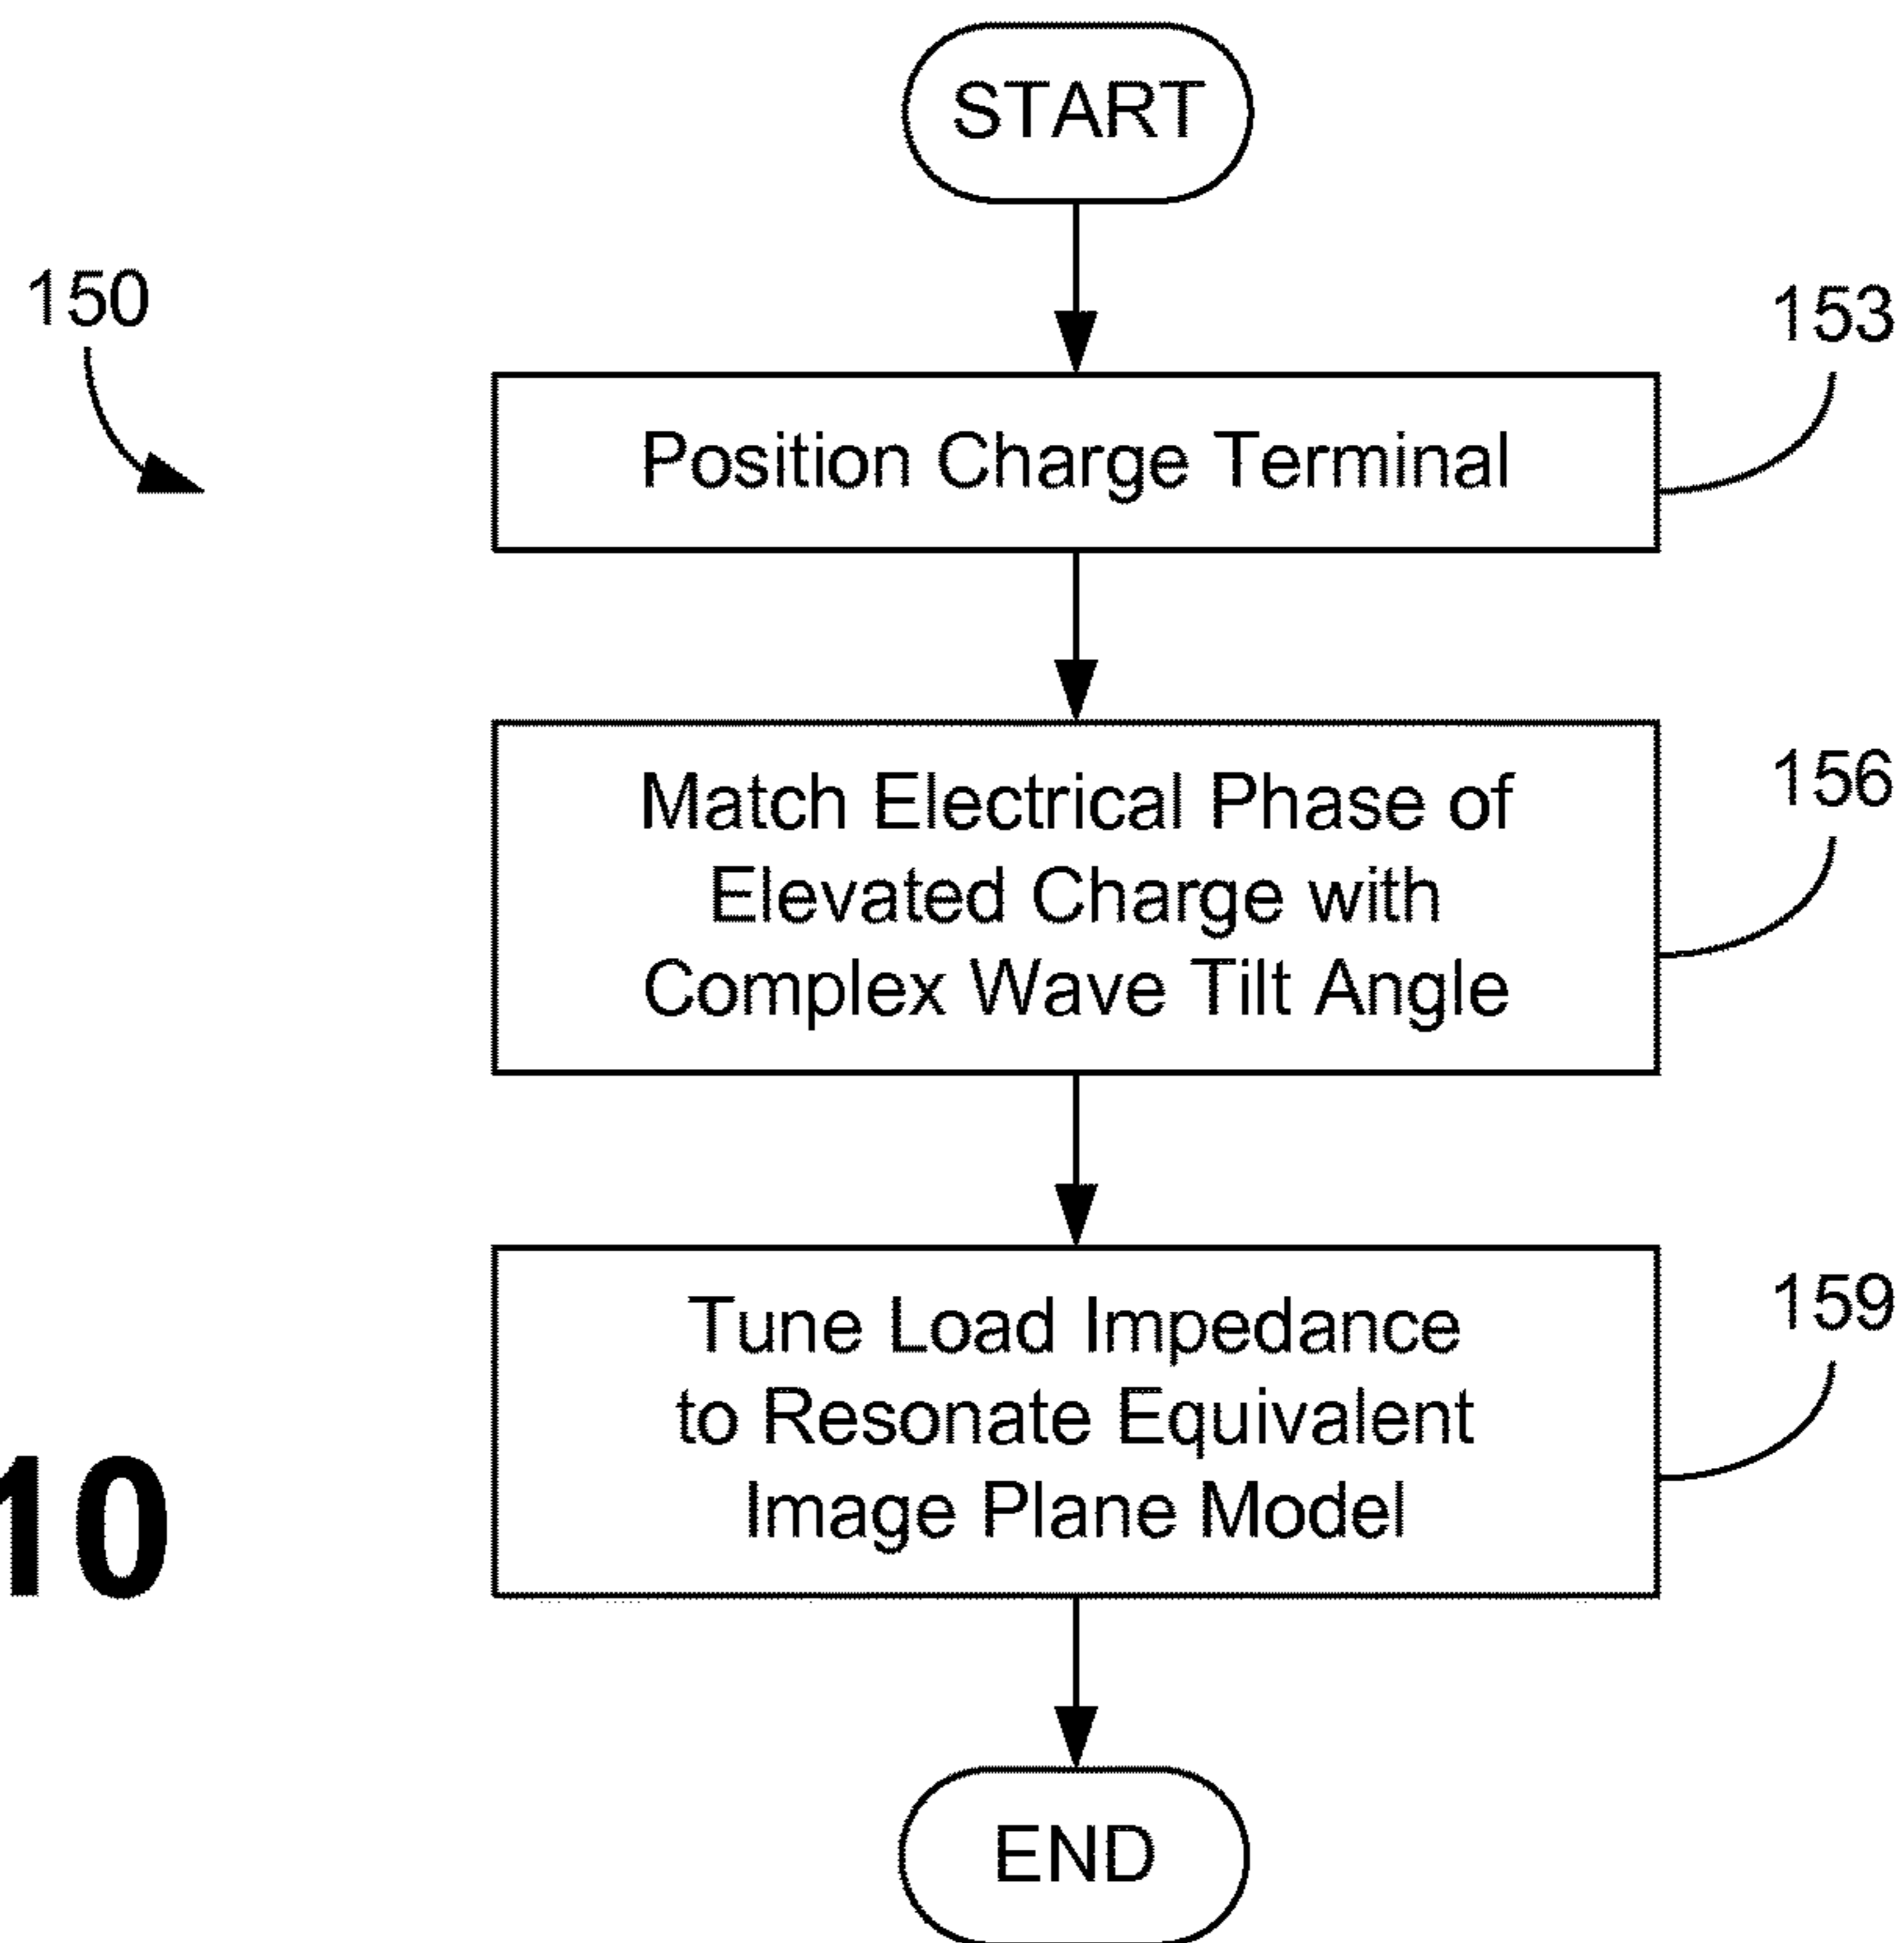 START
150
153
Position Charge Terminal
156
Match Electrical Phase of
Elevated Charge with
Complex Wave Tilt Angle
159
Tune Load Impedance
to Resonate Equivalent
Image Plane Model
10
END